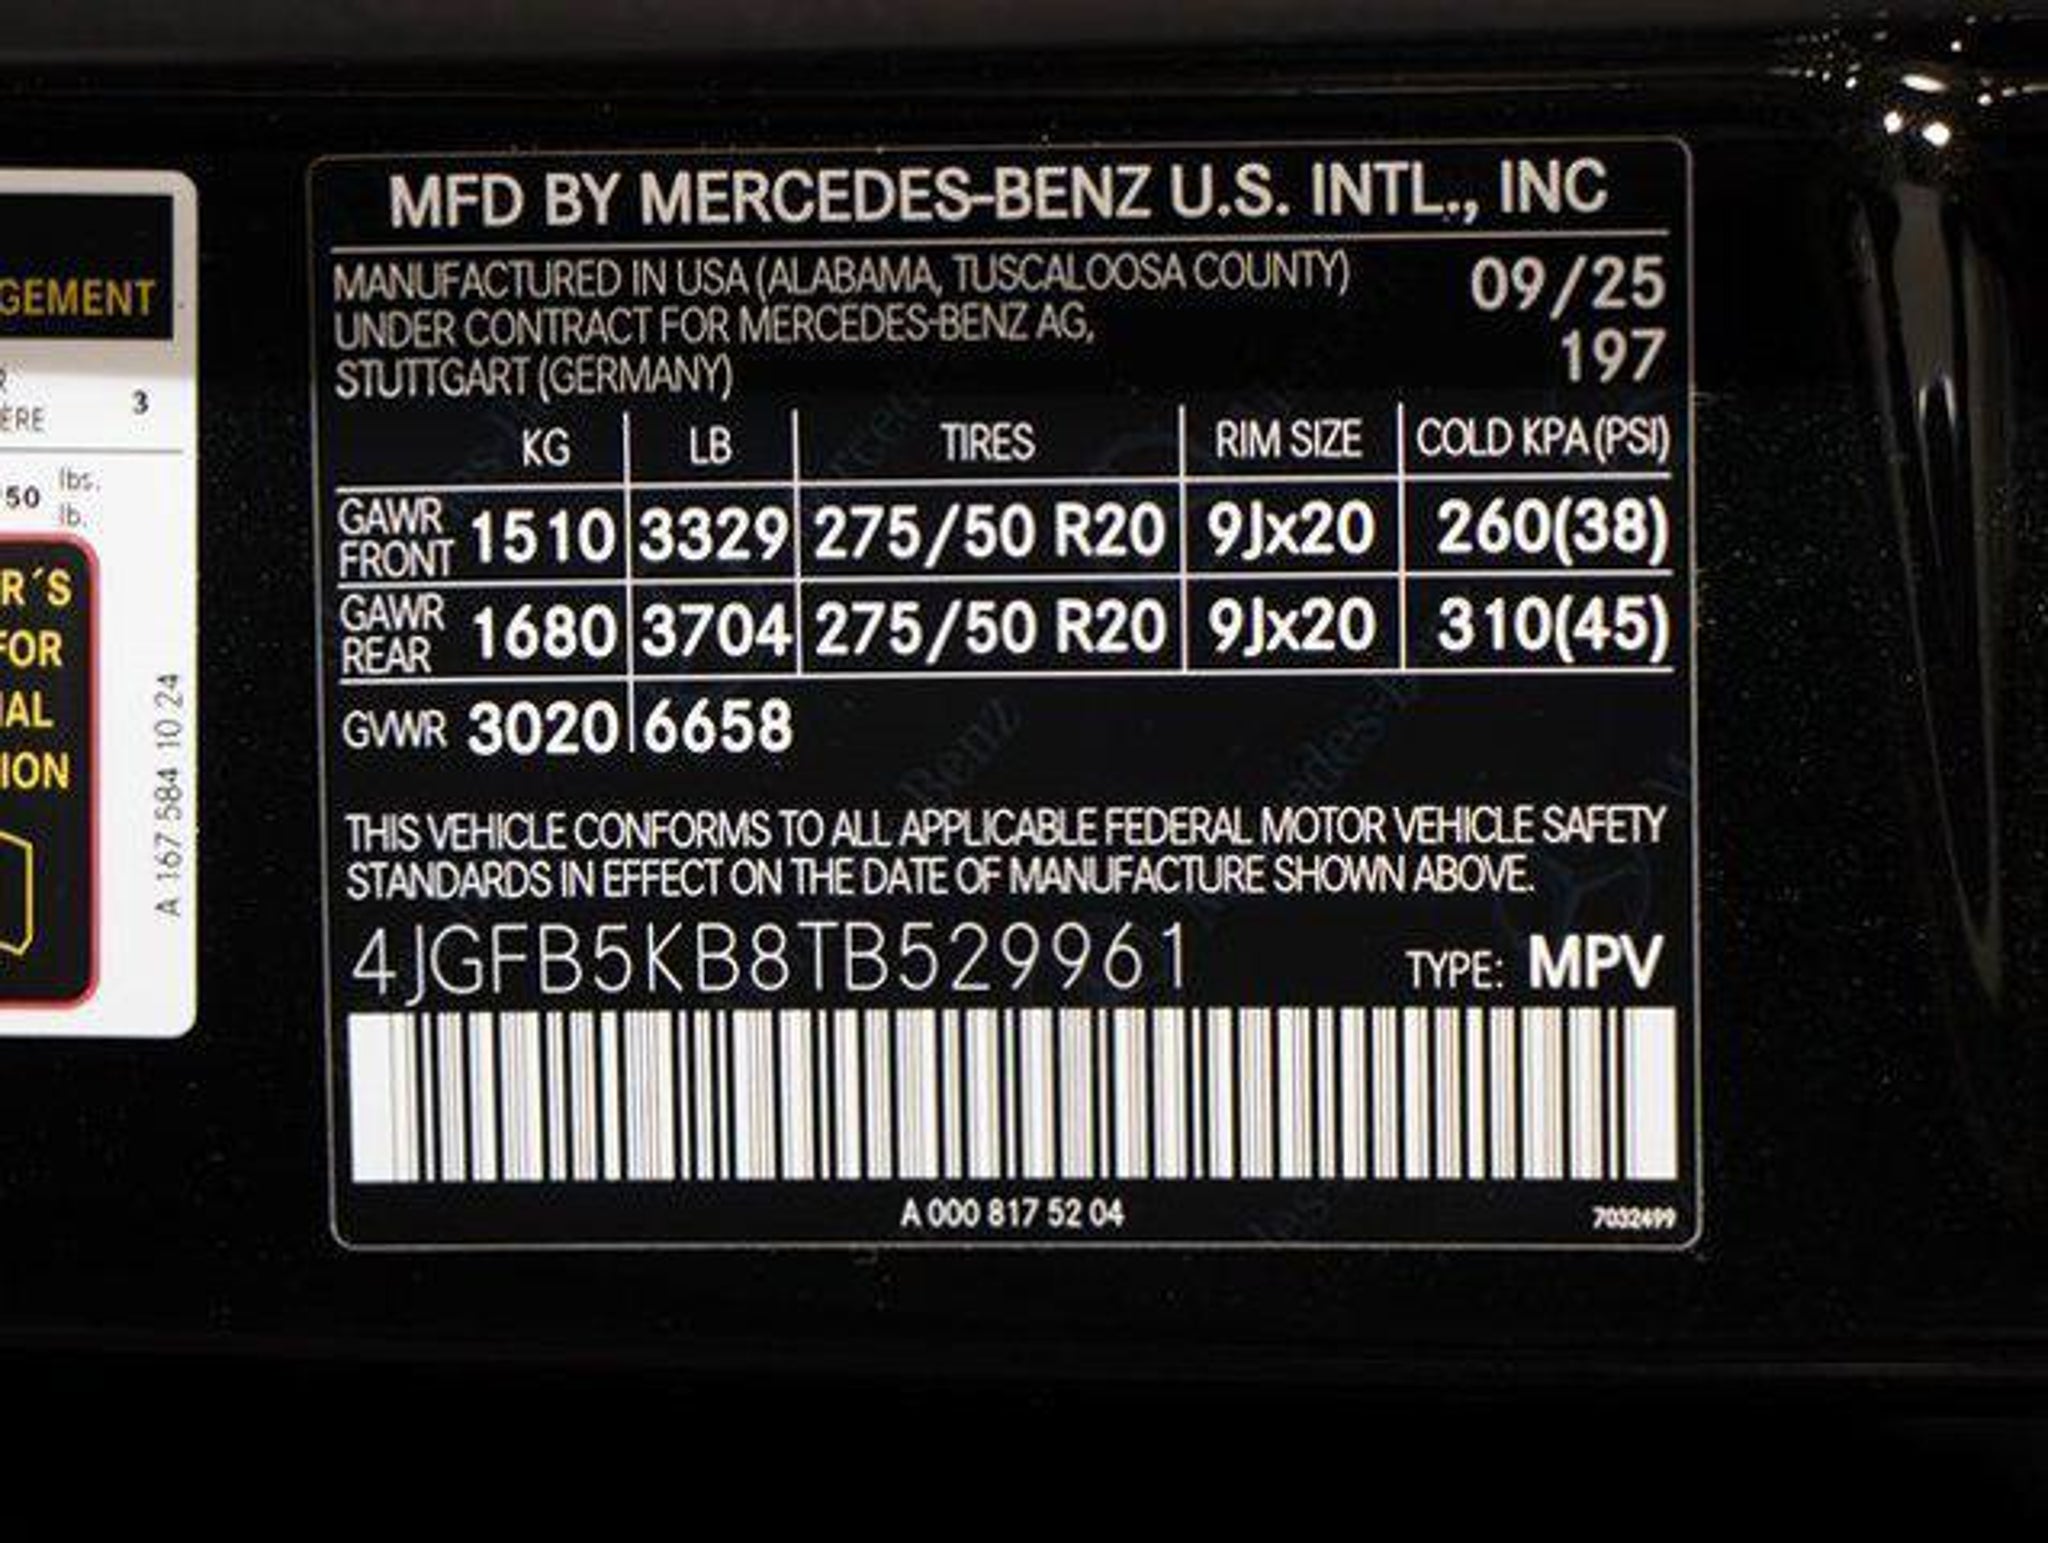 GEMENT
R
ÈRE
3
50
lbs.
lb.
R´S
FOR
IAL
ION
A 167 584 10 24
MFD BY MERCEDES-BENZ U.S. INTL., INC
MANUFACTURED IN USA (ALABAMA, TUSCALOOSA COUNTY)
09/25
UNDER CONTRACT FOR MERCEDES-BENZ AG,
197
STUTTGART (GERMANY)
KG LB TIRES RIM SIZE COLD KPA (PSI)
GAWR FRONT 1510 3329 275/50 R20 9Jx20 260(38)
GAWR REAR 1680 3704 275/50 R20 9Jx20 310(45)
GVWR 3020 6658
THIS VEHICLE CONFORMS TO ALL APPLICABLE FEDERAL MOTOR VEHICLE SAFETY
STANDARDS IN EFFECT ON THE DATE OF MANUFACTURE SHOWN ABOVE.
4JGFB5KB8TB529961 TYPE: MPV
A 000 817 52 04 7032499